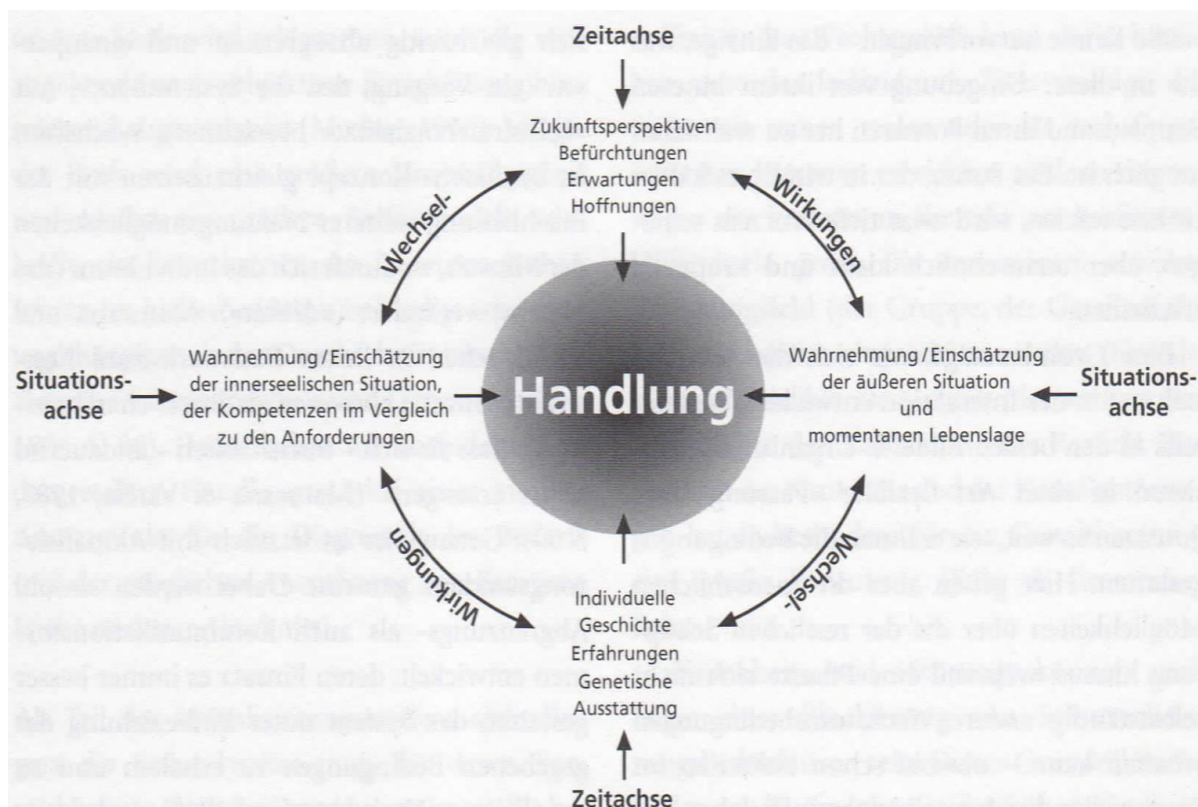 Zeitachse
Zukunftsperspektiven
Befürchtungen
Erwartungen
Hoffnungen
Wechsel-
Wirkungen
Situations-
achse
Wahrnehmung/Einschätzung
der innerseelischen Situation,
der Kompetenzen im Vergleich
zu den Anforderungen
Handlung
Wahrnehmung/Einschätzung
der äußeren Situation
und
momentanen Lebenslage
Situations-
achse
Wirkungen
Wechsel-
Individuelle
Geschichte
Erfahrungen
Genetische
Ausstattung
Zeitachse